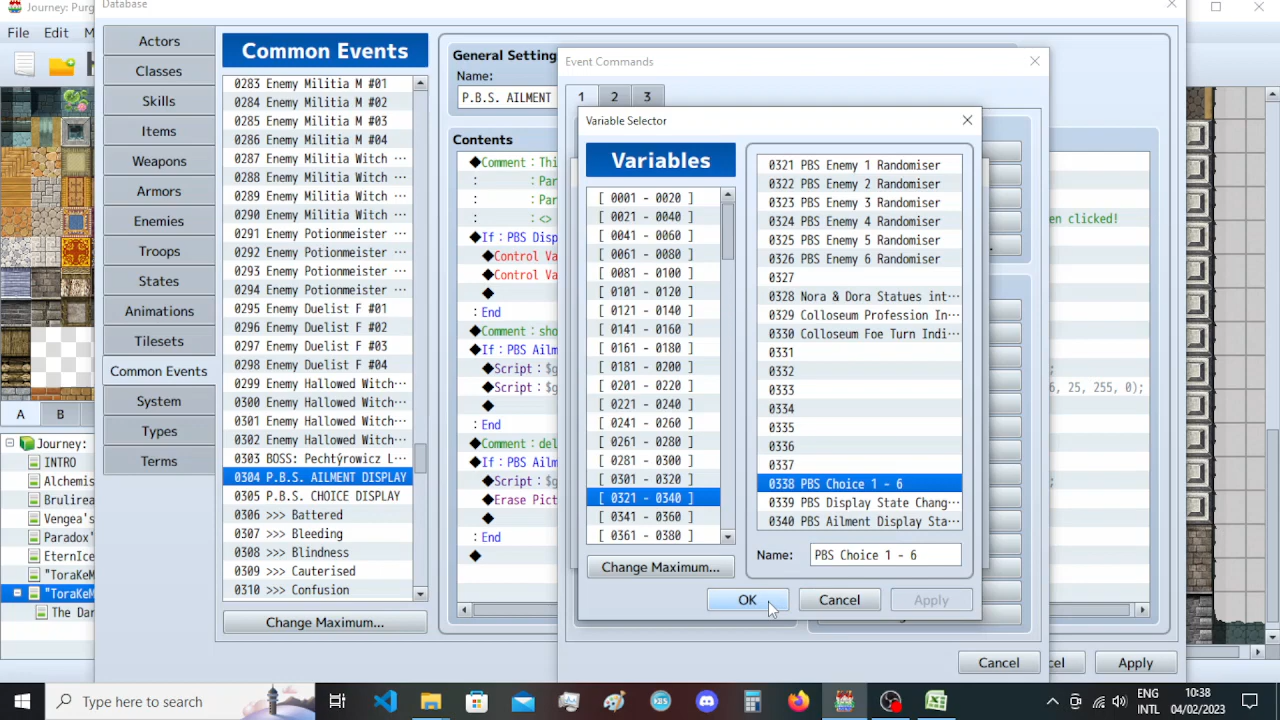 Journey: Purg
Database
File Edit M
Actors
Classes
Skills
Items
Weapons
Armors
Enemies
Troops
States
Animations
Tilesets
Common Events
System
Types
Terms
A B
Journey:
INTRO
Alchemis
Brulirea
Vengea's
Paradox'
EternIce
"ToraKeM
"ToraKeM
The Dar
Common Events
0283 Enemy Militia M #01
0284 Enemy Militia M #02
0285 Enemy Militia M #03
0286 Enemy Militia M #04
0287 Enemy Militia Witch ···
0288 Enemy Militia Witch ···
0289 Enemy Militia Witch ···
0290 Enemy Militia Witch ···
0291 Enemy Potionmeister ···
0292 Enemy Potionmeister ···
0293 Enemy Potionmeister ···
0294 Enemy Potionmeister ···
0295 Enemy Duelist F #01
0296 Enemy Duelist F #02
0297 Enemy Duelist F #03
0298 Enemy Duelist F #04
0299 Enemy Hallowed Witch···
0300 Enemy Hallowed Witch···
0301 Enemy Hallowed Witch···
0302 Enemy Hallowed Witch···
0303 BOSS: Pechtýrowicz L···
0304 P.B.S. AILMENT DISPLAY
0305 P.B.S. CHOICE DISPLAY
0306 >>> Battered
0307 >>> Bleeding
0308 >>> Blindness
0309 >>> Cauterised
0310 >>> Confusion
Change Maximum...
General Setting
Name:
P.B.S. AILMENT
Contents
◆Comment：Thi
：　　：Par
：　　：Par
：　　：<> en clicked!
◆If：PBS Disp
◆Control Va
◆Control Va
◆
：End
◆Comment：sho
◆If：PBS Ailm
◆Script：$g ;
◆Script：$g 6, 25, 255, 0);
◆
：End
◆Comment：del
◆If：PBS Ailm
◆Script：$g ;
◆Erase Pict
◆
：End
◆
Event Commands
1 2 3
Variable Selector
Variables
[ 0001 - 0020 ]
[ 0021 - 0040 ]
[ 0041 - 0060 ]
[ 0061 - 0080 ]
[ 0081 - 0100 ]
[ 0101 - 0120 ]
[ 0121 - 0140 ]
[ 0141 - 0160 ]
[ 0161 - 0180 ]
[ 0181 - 0200 ]
[ 0201 - 0220 ]
[ 0221 - 0240 ]
[ 0241 - 0260 ]
[ 0261 - 0280 ]
[ 0281 - 0300 ]
[ 0301 - 0320 ]
[ 0321 - 0340 ]
[ 0341 - 0360 ]
[ 0361 - 0380 ]
Change Maximum...
0321 PBS Enemy 1 Randomiser
0322 PBS Enemy 2 Randomiser
0323 PBS Enemy 3 Randomiser
0324 PBS Enemy 4 Randomiser
0325 PBS Enemy 5 Randomiser
0326 PBS Enemy 6 Randomiser
0327
0328 Nora & Dora Statues int···
0329 Colloseum Profession In···
0330 Colloseum Foe Turn Indi···
0331
0332
0333
0334
0335
0336
0337
0338 PBS Choice 1 - 6
0339 PBS Display State Chang···
0340 PBS Ailment Display Sta···
Name: PBS Choice 1 - 6
OK Cancel Apply
Cancel cel Apply
Type here to search
ENG
INTL
10:38
04/02/2023